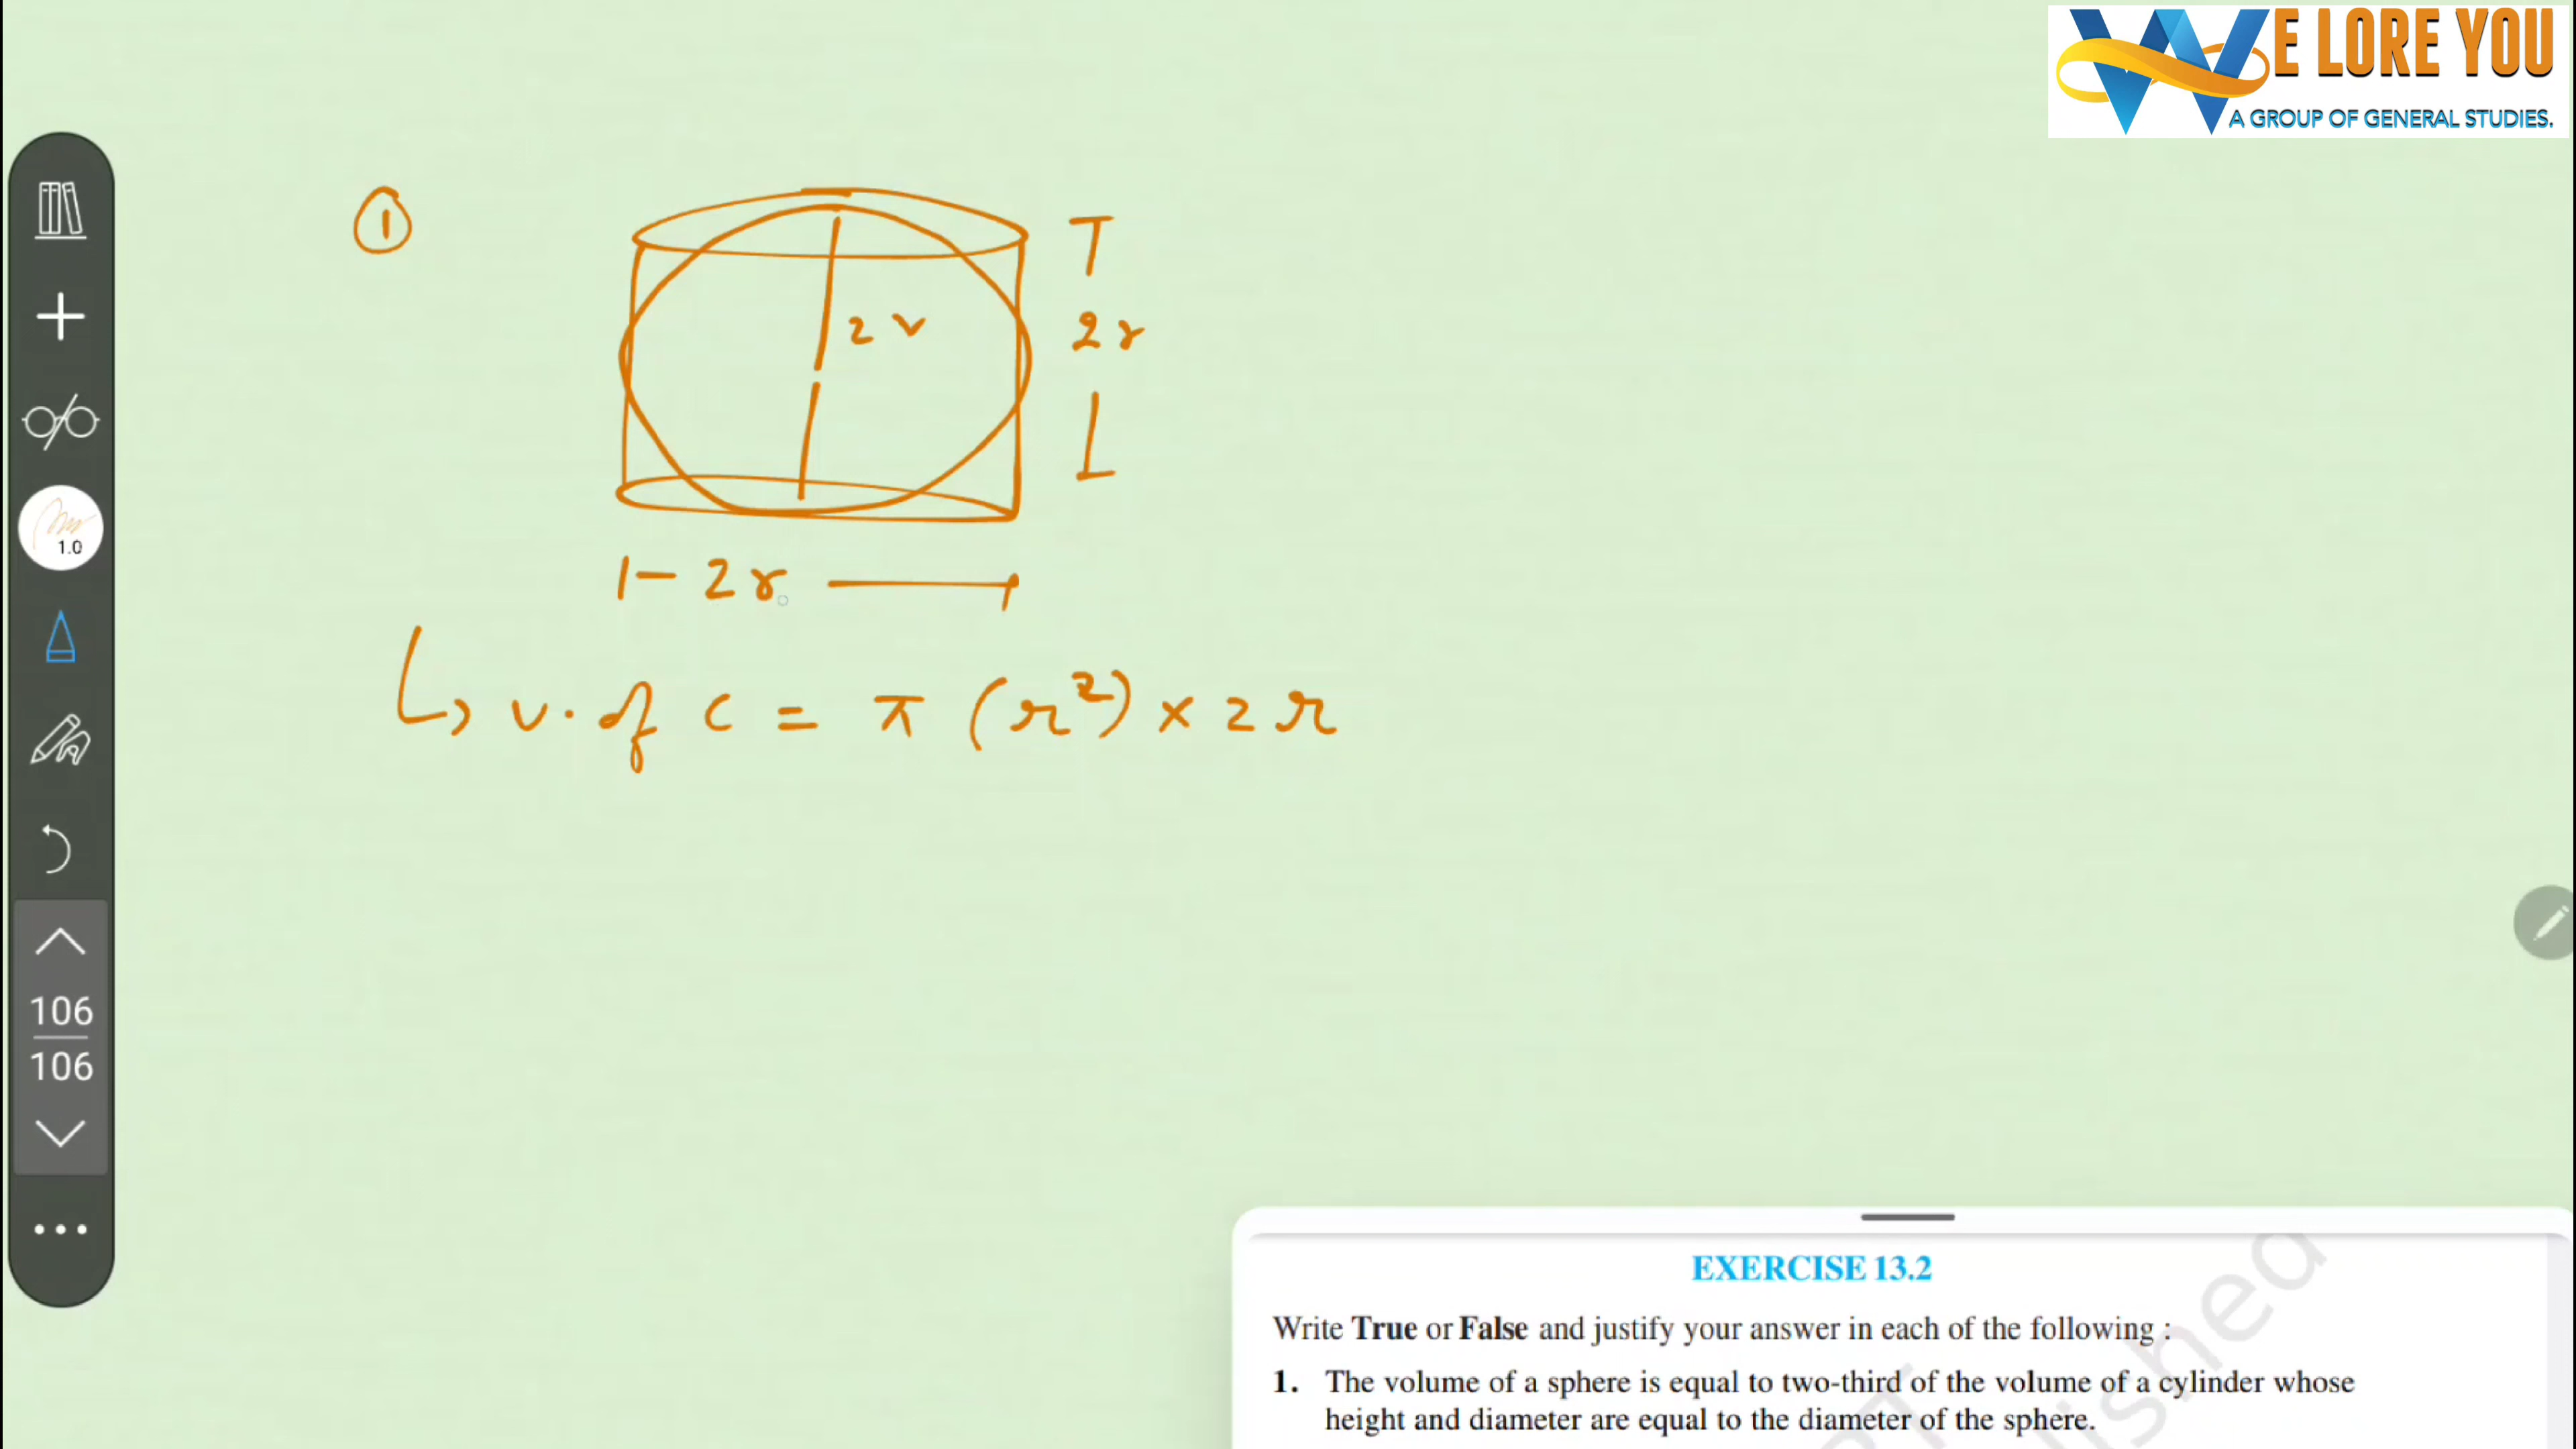 WE LORE YOU
A GROUP OF GENERAL STUDIES.
1
T
2r
2r
1.0
2r
v. of c = π (r²) × 2r
106
106
EXERCISE 13.2
Write True or False and justify your answer in each of the following :
1. The volume of a sphere is equal to two-third of the volume of a cylinder whose
height and diameter are equal to the diameter of the sphere.